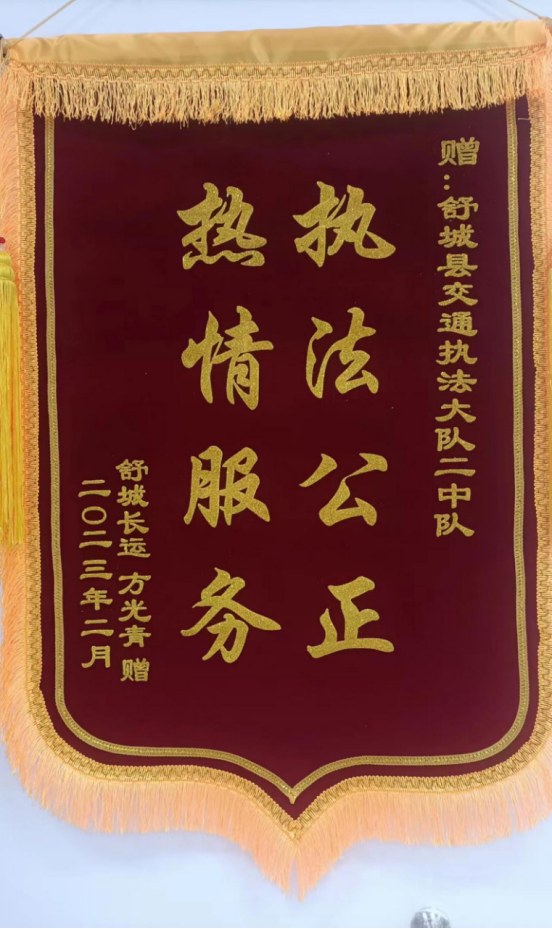 赠：舒城县交通执法大队二中队
执法公正
热情服务
舒城长运 方光青 赠
二〇二三年二月